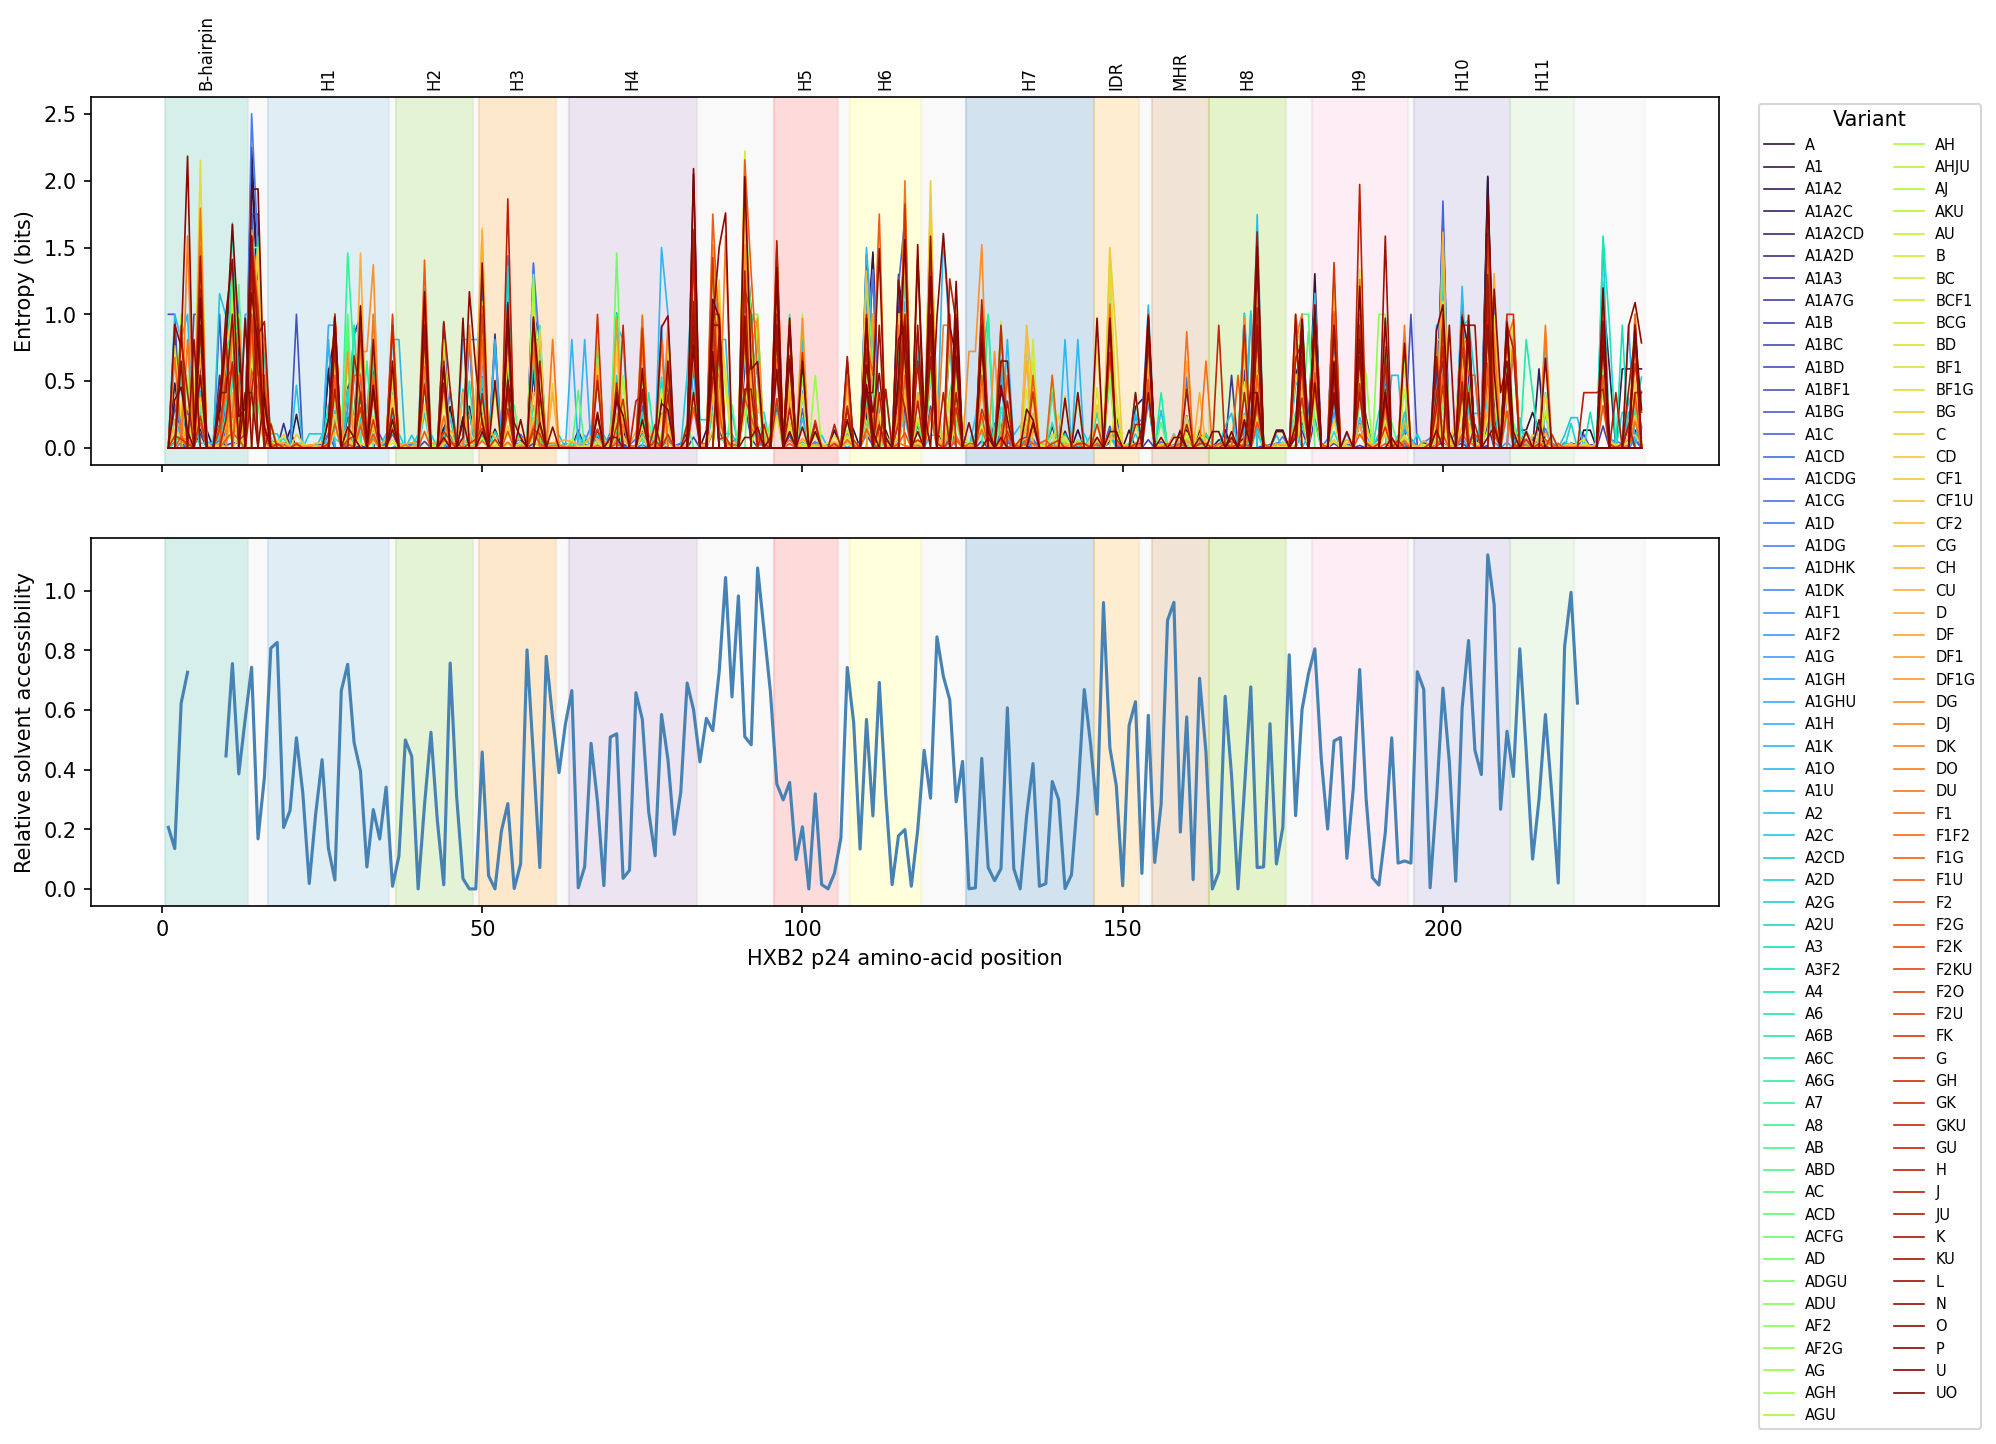 B-hairpin
H1
H2
H3
H4
H5
H6
H7
IDR
MHR
H8
H9
H10
H11
Entropy (bits)
2.5
2.0
1.5
1.0
0.5
0.0
Relative solvent accessibility
1.0
0.8
0.6
0.4
0.2
0.0
0 50 100 150 200
HXB2 p24 amino-acid position
Variant
A
A1
A1A2
A1A2C
A1A2CD
A1A2D
A1A3
A1A7G
A1B
A1BC
A1BD
A1BF1
A1BG
A1C
A1CD
A1CDG
A1CG
A1D
A1DG
A1DHK
A1DK
A1F1
A1F2
A1G
A1GH
A1GHU
A1H
A1K
A1O
A1U
A2
A2C
A2CD
A2D
A2G
A2U
A3
A3F2
A4
A6
A6B
A6C
A6G
A7
A8
AB
ABD
AC
ACD
ACFG
AD
ADGU
ADU
AF2
AF2G
AG
AGH
AGU
AH
AHJU
AJ
AKU
AU
B
BC
BCF1
BCG
BD
BF1
BF1G
BG
C
CD
CF1
CF1U
CF2
CG
CH
CU
D
DF
DF1
DF1G
DG
DJ
DK
DO
DU
F1
F1F2
F1G
F1U
F2
F2G
F2K
F2KU
F2O
F2U
FK
G
GH
GK
GKU
GU
H
J
JU
K
KU
L
N
O
P
U
UO